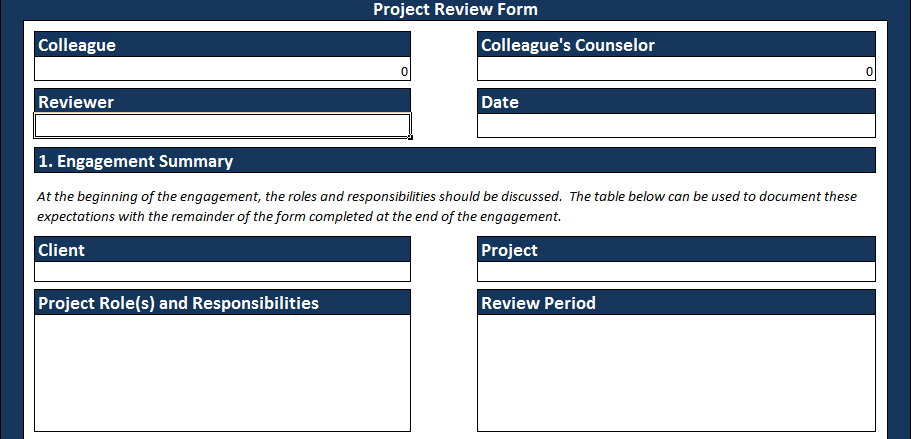 Project Review Form
Colleague
Colleague's Counselor
0
0
Reviewer
Date
1. Engagement Summary
At the beginning of the engagement, the roles and responsibilities should be discussed.  The table below can be used to document these
expectations with the remainder of the form completed at the end of the engagement.
Client
Project
Project Role(s) and Responsibilities
Review Period